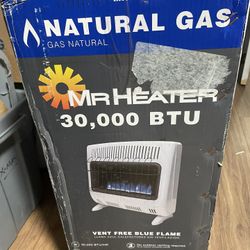 NATURAL GAS
GAS NATURAL
MR HEATER
30,000 BTU
VENT FREE BLUE FLAME